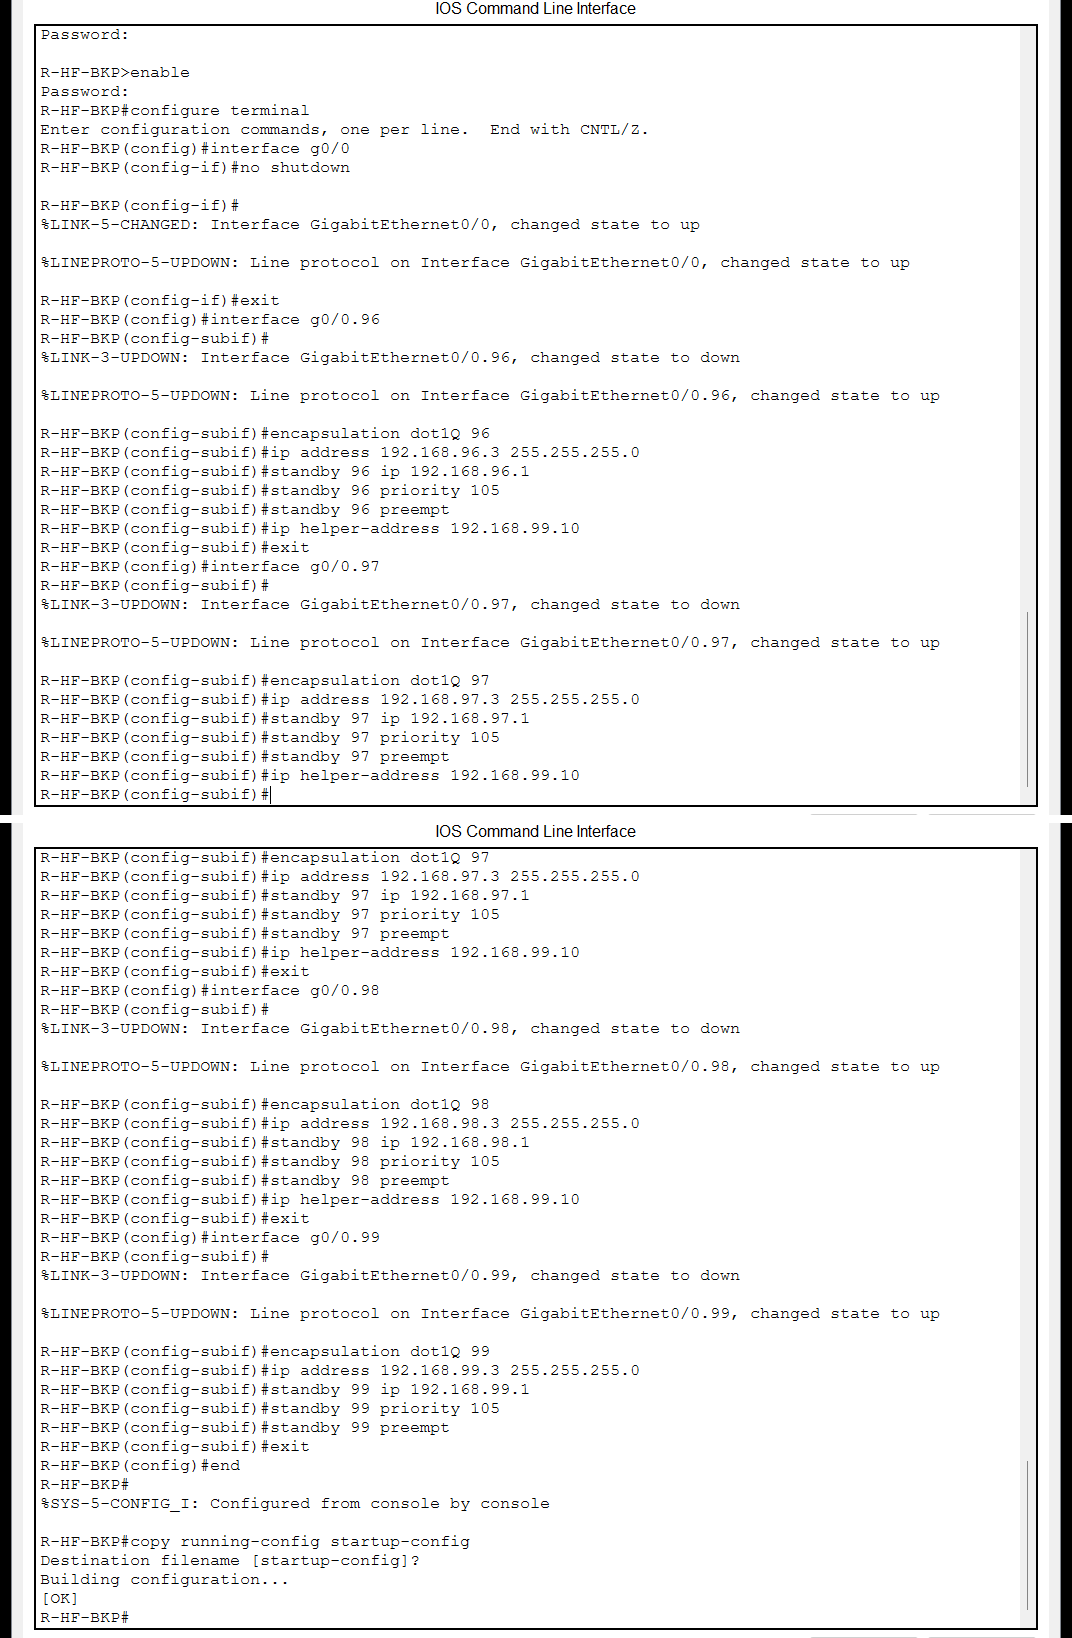 IOS Command Line Interface
Password:
R-HF-BKP>enable
Password:
R-HF-BKP#configure terminal
Enter configuration commands, one per line.  End with CNTL/Z.
R-HF-BKP(config)#interface g0/0
R-HF-BKP(config-if)#no shutdown
R-HF-BKP(config-if)#
%LINK-5-CHANGED: Interface GigabitEthernet0/0, changed state to up
%LINEPROTO-5-UPDOWN: Line protocol on Interface GigabitEthernet0/0, changed state to up
R-HF-BKP(config-if)#exit
R-HF-BKP(config)#interface g0/0.96
R-HF-BKP(config-subif)#
%LINK-3-UPDOWN: Interface GigabitEthernet0/0.96, changed state to down
%LINEPROTO-5-UPDOWN: Line protocol on Interface GigabitEthernet0/0.96, changed state to up
R-HF-BKP(config-subif)#encapsulation dot1Q 96
R-HF-BKP(config-subif)#ip address 192.168.96.3 255.255.255.0
R-HF-BKP(config-subif)#standby 96 ip 192.168.96.1
R-HF-BKP(config-subif)#standby 96 priority 105
R-HF-BKP(config-subif)#standby 96 preempt
R-HF-BKP(config-subif)#ip helper-address 192.168.99.10
R-HF-BKP(config-subif)#exit
R-HF-BKP(config)#interface g0/0.97
R-HF-BKP(config-subif)#
%LINK-3-UPDOWN: Interface GigabitEthernet0/0.97, changed state to down
%LINEPROTO-5-UPDOWN: Line protocol on Interface GigabitEthernet0/0.97, changed state to up
R-HF-BKP(config-subif)#encapsulation dot1Q 97
R-HF-BKP(config-subif)#ip address 192.168.97.3 255.255.255.0
R-HF-BKP(config-subif)#standby 97 ip 192.168.97.1
R-HF-BKP(config-subif)#standby 97 priority 105
R-HF-BKP(config-subif)#standby 97 preempt
R-HF-BKP(config-subif)#ip helper-address 192.168.99.10
R-HF-BKP(config-subif)#
IOS Command Line Interface
R-HF-BKP(config-subif)#encapsulation dot1Q 97
R-HF-BKP(config-subif)#ip address 192.168.97.3 255.255.255.0
R-HF-BKP(config-subif)#standby 97 ip 192.168.97.1
R-HF-BKP(config-subif)#standby 97 priority 105
R-HF-BKP(config-subif)#standby 97 preempt
R-HF-BKP(config-subif)#ip helper-address 192.168.99.10
R-HF-BKP(config-subif)#exit
R-HF-BKP(config)#interface g0/0.98
R-HF-BKP(config-subif)#
%LINK-3-UPDOWN: Interface GigabitEthernet0/0.98, changed state to down
%LINEPROTO-5-UPDOWN: Line protocol on Interface GigabitEthernet0/0.98, changed state to up
R-HF-BKP(config-subif)#encapsulation dot1Q 98
R-HF-BKP(config-subif)#ip address 192.168.98.3 255.255.255.0
R-HF-BKP(config-subif)#standby 98 ip 192.168.98.1
R-HF-BKP(config-subif)#standby 98 priority 105
R-HF-BKP(config-subif)#standby 98 preempt
R-HF-BKP(config-subif)#ip helper-address 192.168.99.10
R-HF-BKP(config-subif)#exit
R-HF-BKP(config)#interface g0/0.99
R-HF-BKP(config-subif)#
%LINK-3-UPDOWN: Interface GigabitEthernet0/0.99, changed state to down
%LINEPROTO-5-UPDOWN: Line protocol on Interface GigabitEthernet0/0.99, changed state to up
R-HF-BKP(config-subif)#encapsulation dot1Q 99
R-HF-BKP(config-subif)#ip address 192.168.99.3 255.255.255.0
R-HF-BKP(config-subif)#standby 99 ip 192.168.99.1
R-HF-BKP(config-subif)#standby 99 priority 105
R-HF-BKP(config-subif)#standby 99 preempt
R-HF-BKP(config-subif)#exit
R-HF-BKP(config)#end
R-HF-BKP#
%SYS-5-CONFIG_I: Configured from console by console
R-HF-BKP#copy running-config startup-config
Destination filename [startup-config]?
Building configuration...
[OK]
R-HF-BKP#